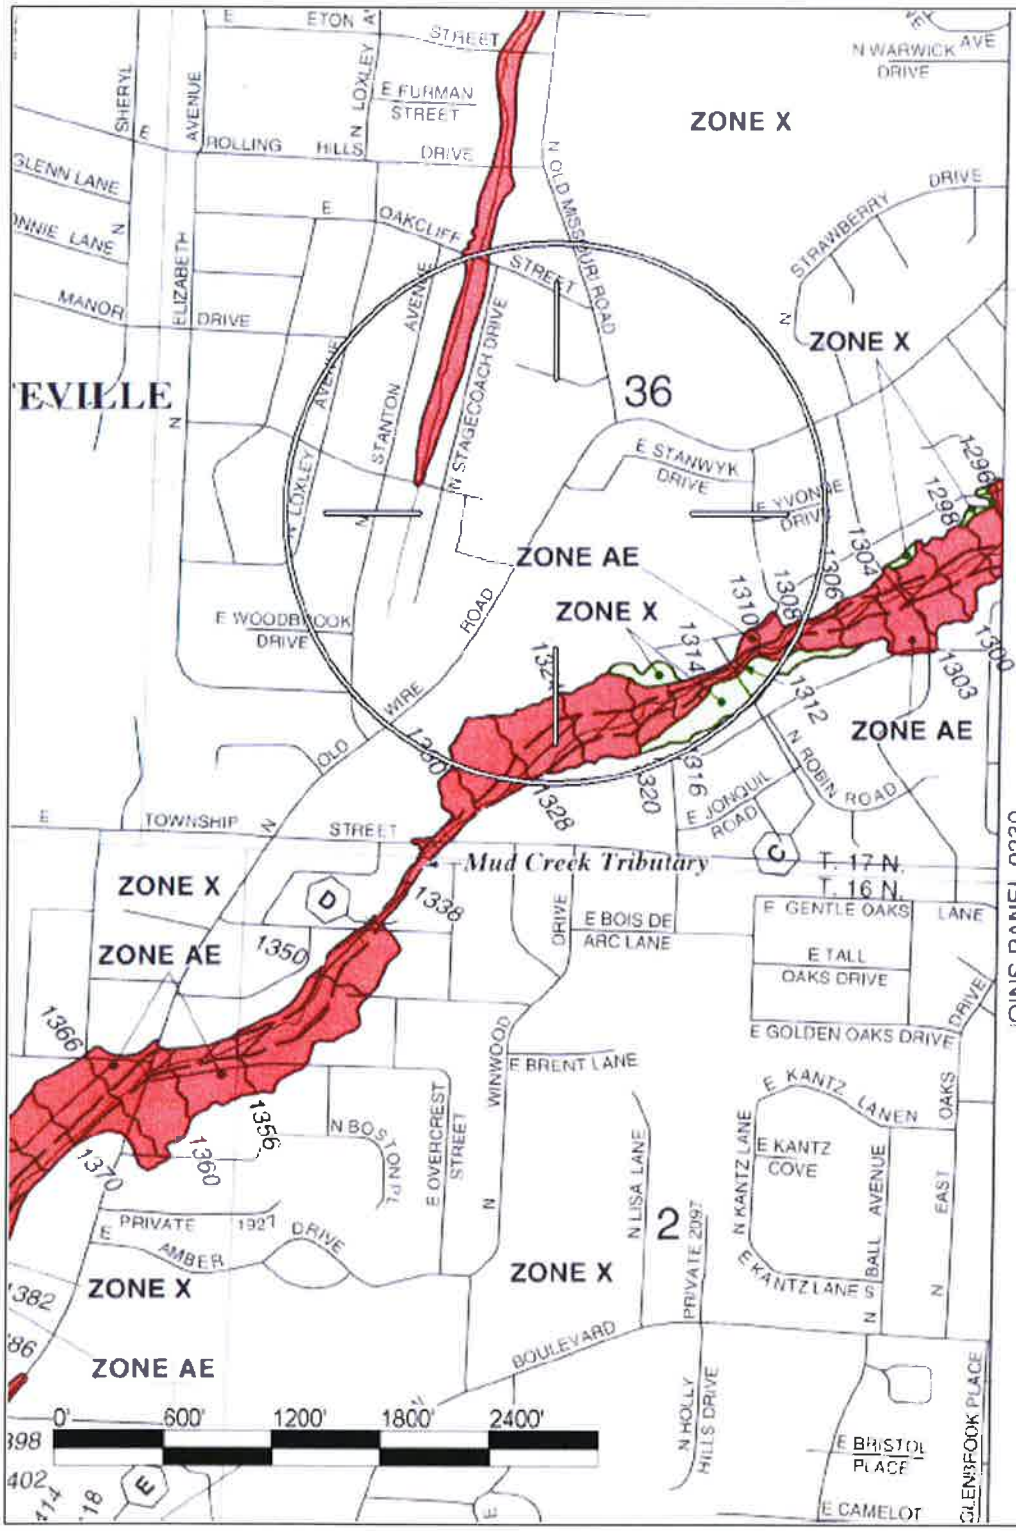 E ETON
STREET
N WARWICK AVE
DRIVE
SHERYL
AVENUE
N LOXLEY
E FURMAN
STREET
ZONE X
E ROLLING HILLS DRIVE
GLENN LANE
N OLD MISSOURI ROAD
STRAWBERRY DRIVE
E OAKCLIFF STREET
LANE
N
ELIZABETH
MANOR DRIVE
N
ZONE X
AVENUE
N STAGECOACH DRIVE
36
EVILLE
N
N LOXLEY AVENUE
N STANTON
E STANWYK
DRIVE
1296
E YVONNE
DRIVE
1298
1304
ZONE AE
1306
1308
1310
ZONE X
E WOODBROOK
DRIVE
ROAD
1314
1324
1300
1303
1312
ZONE AE
N OLD WIRE
1330
1316
1320
1328
N ROBIN ROAD
E JONQUIL
ROAD
E TOWNSHIP STREET
C
T. 17 N.
T. 16 N.
Mud Creek Tributary
JOINS PANEL 0230
ZONE X
D
1338
E GENTLE OAKS LANE
DRIVE
E BOIS DE
ARC LANE
1350
ZONE AE
E TALL
OAKS DRIVE
1366
E GOLDEN OAKS DRIVE
DRIVE
WINWOOD
E BRENT LANE
E KANTZ LANE N
OAKS
1356
N BOSTON PL
E OVERCREST
STREET
1360
1370
N LISA LANE
N KANTZ LANE
E KANTZ
COVE
BALL AVENUE
EAST
N
PRIVATE 1927
E AMBER DRIVE
2
PRIVATE 2097
ZONE X
E KANTZ LANE S
N
N
1382
ZONE X
ZONE AE
BOULEVARD
N HOLLY
HILLS DRIVE
GLENBROOK PLACE
0' 600' 1200' 1800' 2400'
E BRISTOL
PLACE
E
E
E CAMELOT